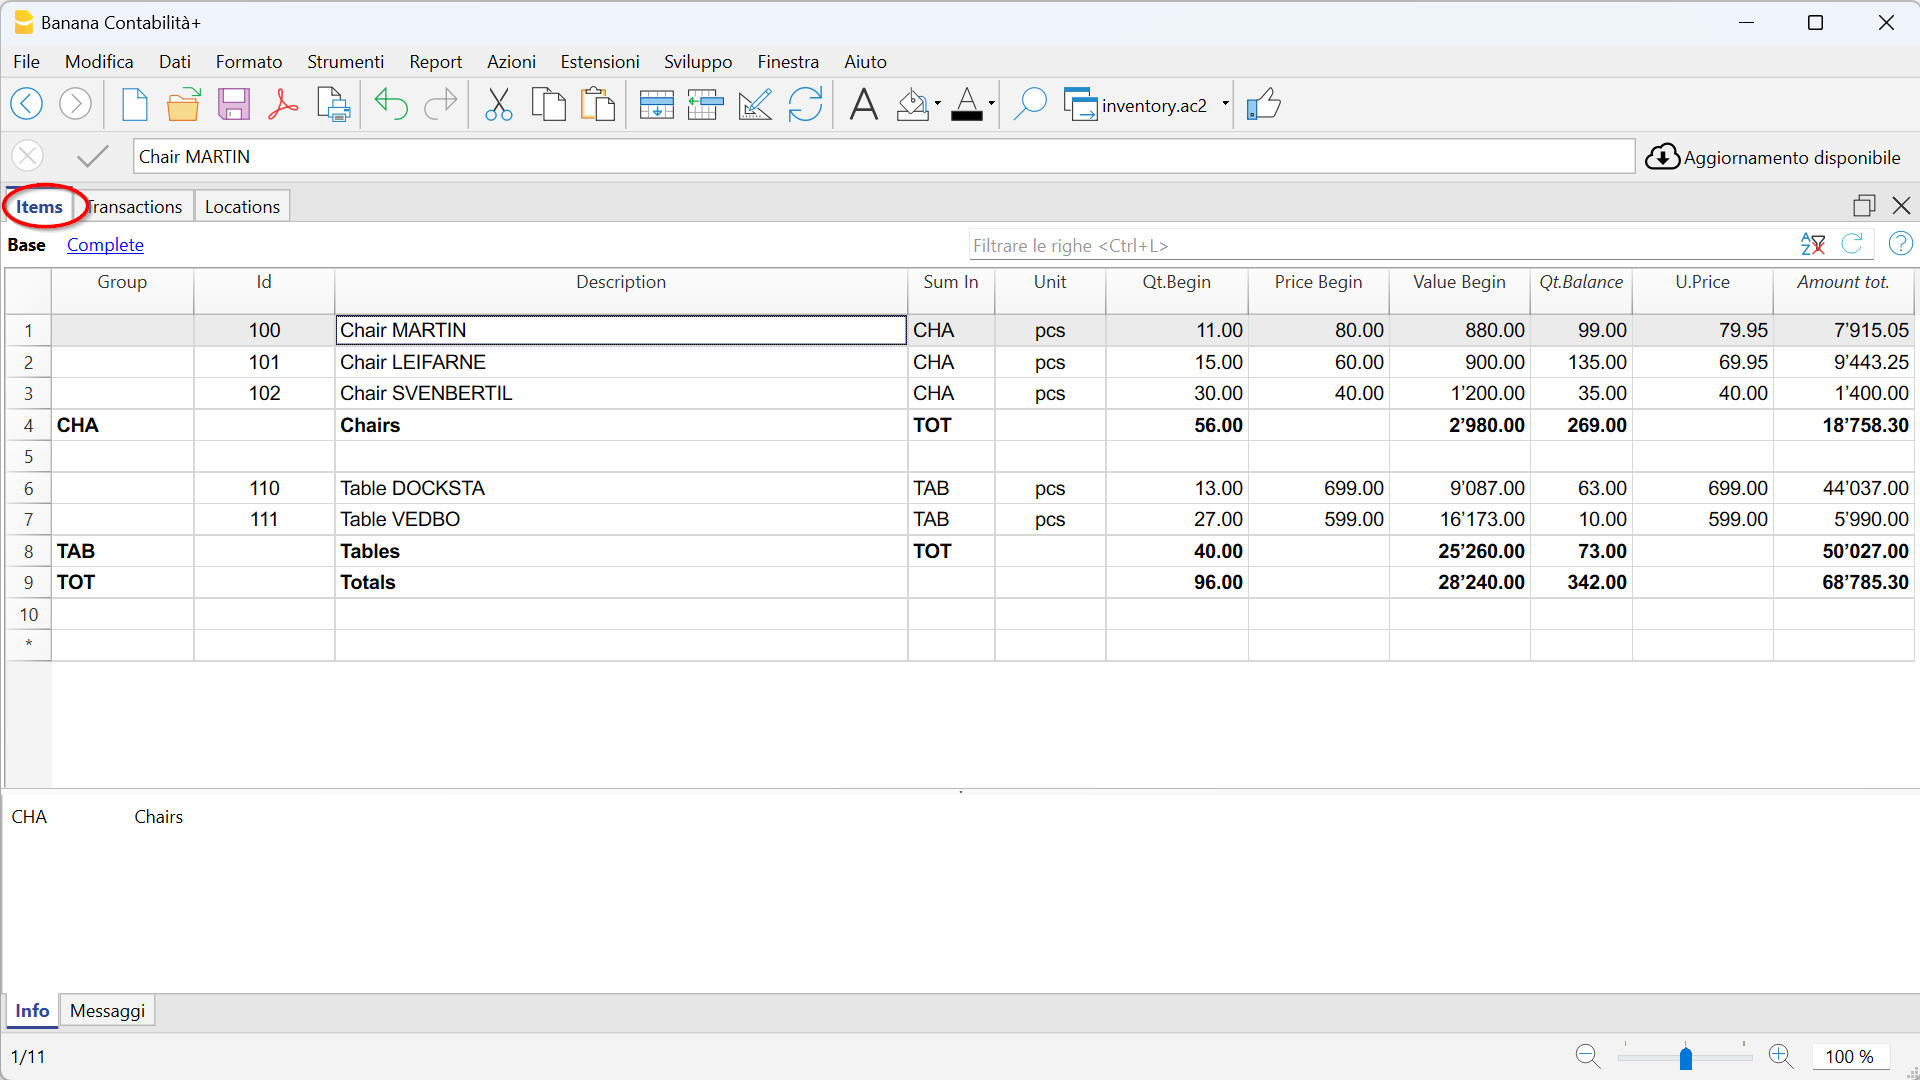 Banana Contabilità+
File Modifica Dati Formato Strumenti Report Azioni Estensioni Sviluppo Finestra Aiuto
inventory.ac2
Chair MARTIN Aggiornamento disponibile
Items Transactions Locations
Base Complete Filtrare le righe <Ctrl+L>
Group Id Description Sum In Unit Qt.Begin Price Begin Value Begin Qt.Balance U.Price Amount tot.
1 100 Chair MARTIN CHA pcs 11.00 80.00 880.00 99.00 79.95 7’915.05
2 101 Chair LEIFARNE CHA pcs 15.00 60.00 900.00 135.00 69.95 9’443.25
3 102 Chair SVENBERTIL CHA pcs 30.00 40.00 1’200.00 35.00 40.00 1’400.00
4 CHA Chairs TOT 56.00 2’980.00 269.00 18’758.30
5
6 110 Table DOCKSTA TAB pcs 13.00 699.00 9’087.00 63.00 699.00 44’037.00
7 111 Table VEDBO TAB pcs 27.00 599.00 16’173.00 10.00 599.00 5’990.00
8 TAB Tables TOT 40.00 25’260.00 73.00 50’027.00
9 TOT Totals 96.00 28’240.00 342.00 68’785.30
10
*
CHA Chairs
Info Messaggi
1/11 100 %